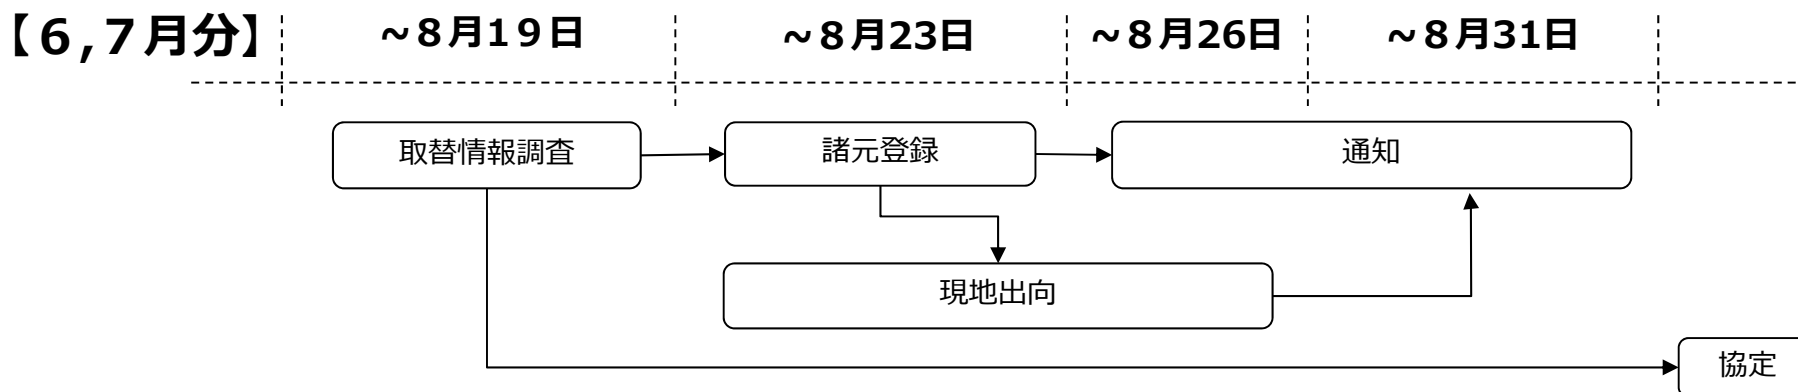 【６,７月分】
~８月1９日
~８月23日
~８月26日
~８月31日
取替情報調査
諸元登録
通知
現地出向
協定